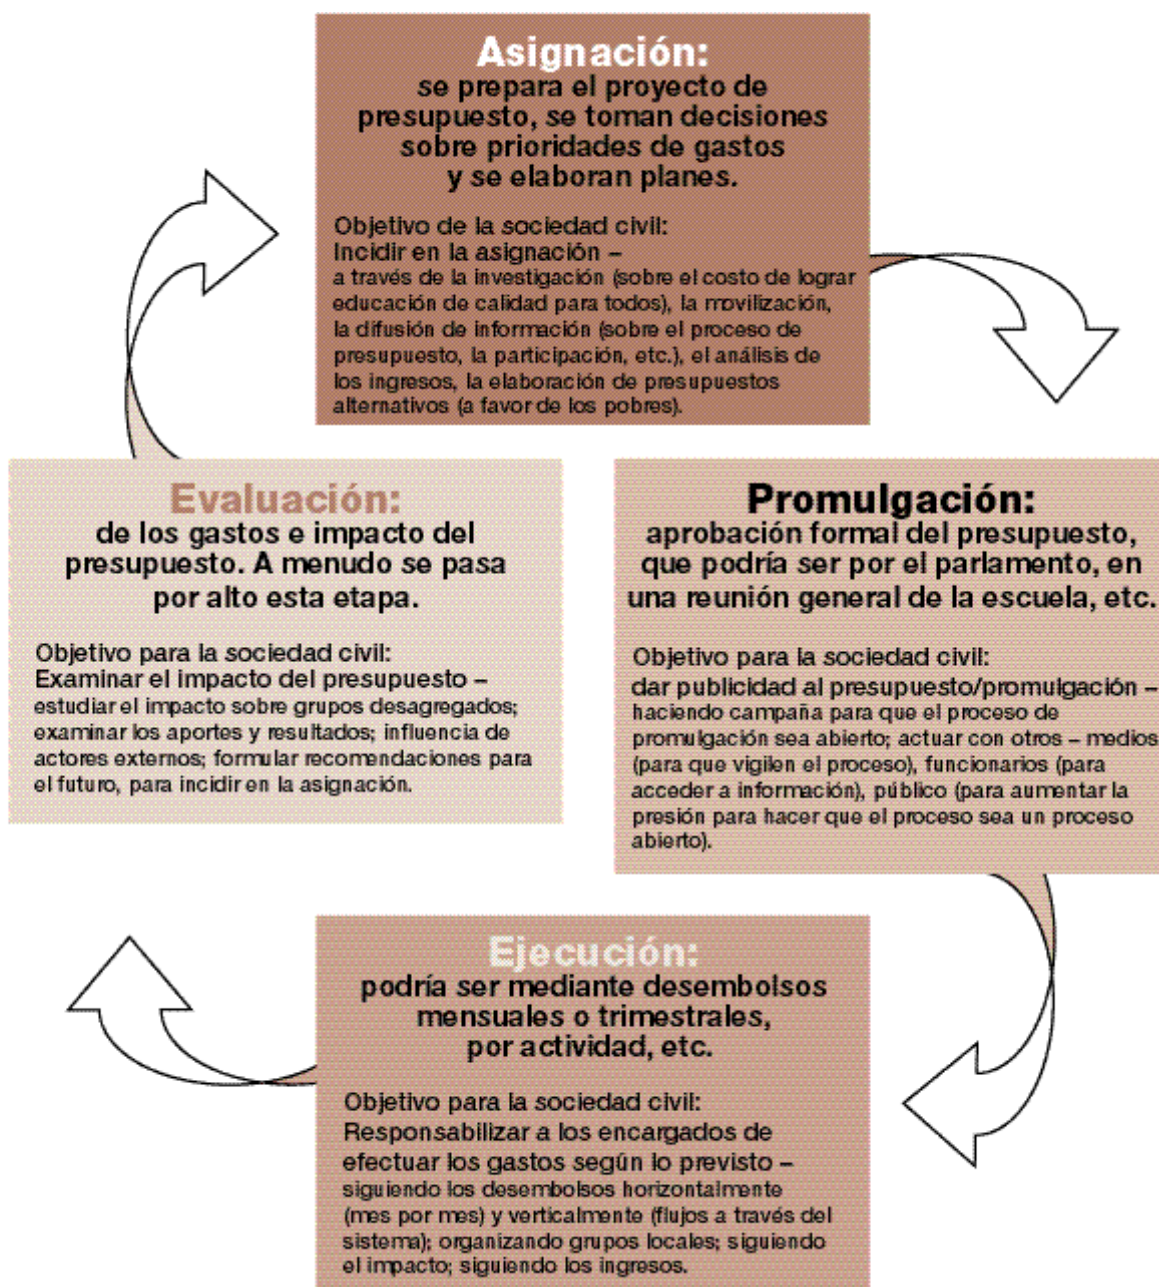 Asignación:
se prepara el proyecto de
presupuesto, se toman decisiones
sobre prioridades de gastos
y se elaboran planes.
Objetivo de la sociedad civil:
Incidir en la asignación –
a través de la investigación (sobre el costo de lograr
educación de calidad para todos), la movilización,
la difusión de información (sobre el proceso de
presupuesto, la participación, etc.), el análisis de
los ingresos, la elaboración de presupuestos
alternativos (a favor de los pobres).
Promulgación:
aprobación formal del presupuesto,
que podría ser por el parlamento, en
una reunión general de la escuela, etc.
Objetivo para la sociedad civil:
dar publicidad al presupuesto/promulgación –
haciendo campaña para que el proceso de
promulgación sea abierto; actuar con otros – medios
(para que vigilen el proceso), funcionarios (para
acceder a información), público (para aumentar la
presión para hacer que el proceso sea un proceso
abierto).
Ejecución:
podría ser mediante desembolsos
mensuales o trimestrales,
por actividad, etc.
Objetivo para la sociedad civil:
Responsabilizar a los encargados de
efectuar los gastos según lo previsto –
siguiendo los desembolsos horizontalmente
(mes por mes) y verticalmente (flujos a través del
sistema); organizando grupos locales; siguiendo
el impacto; siguiendo los ingresos.
Evaluación:
de los gastos e impacto del
presupuesto. A menudo se pasa
por alto esta etapa.
Objetivo para la sociedad civil:
Examinar el impacto del presupuesto –
estudiar el impacto sobre grupos desagregados;
examinar los aportes y resultados; influencia de
actores externos; formular recomendaciones para
el futuro, para incidir en la asignación.